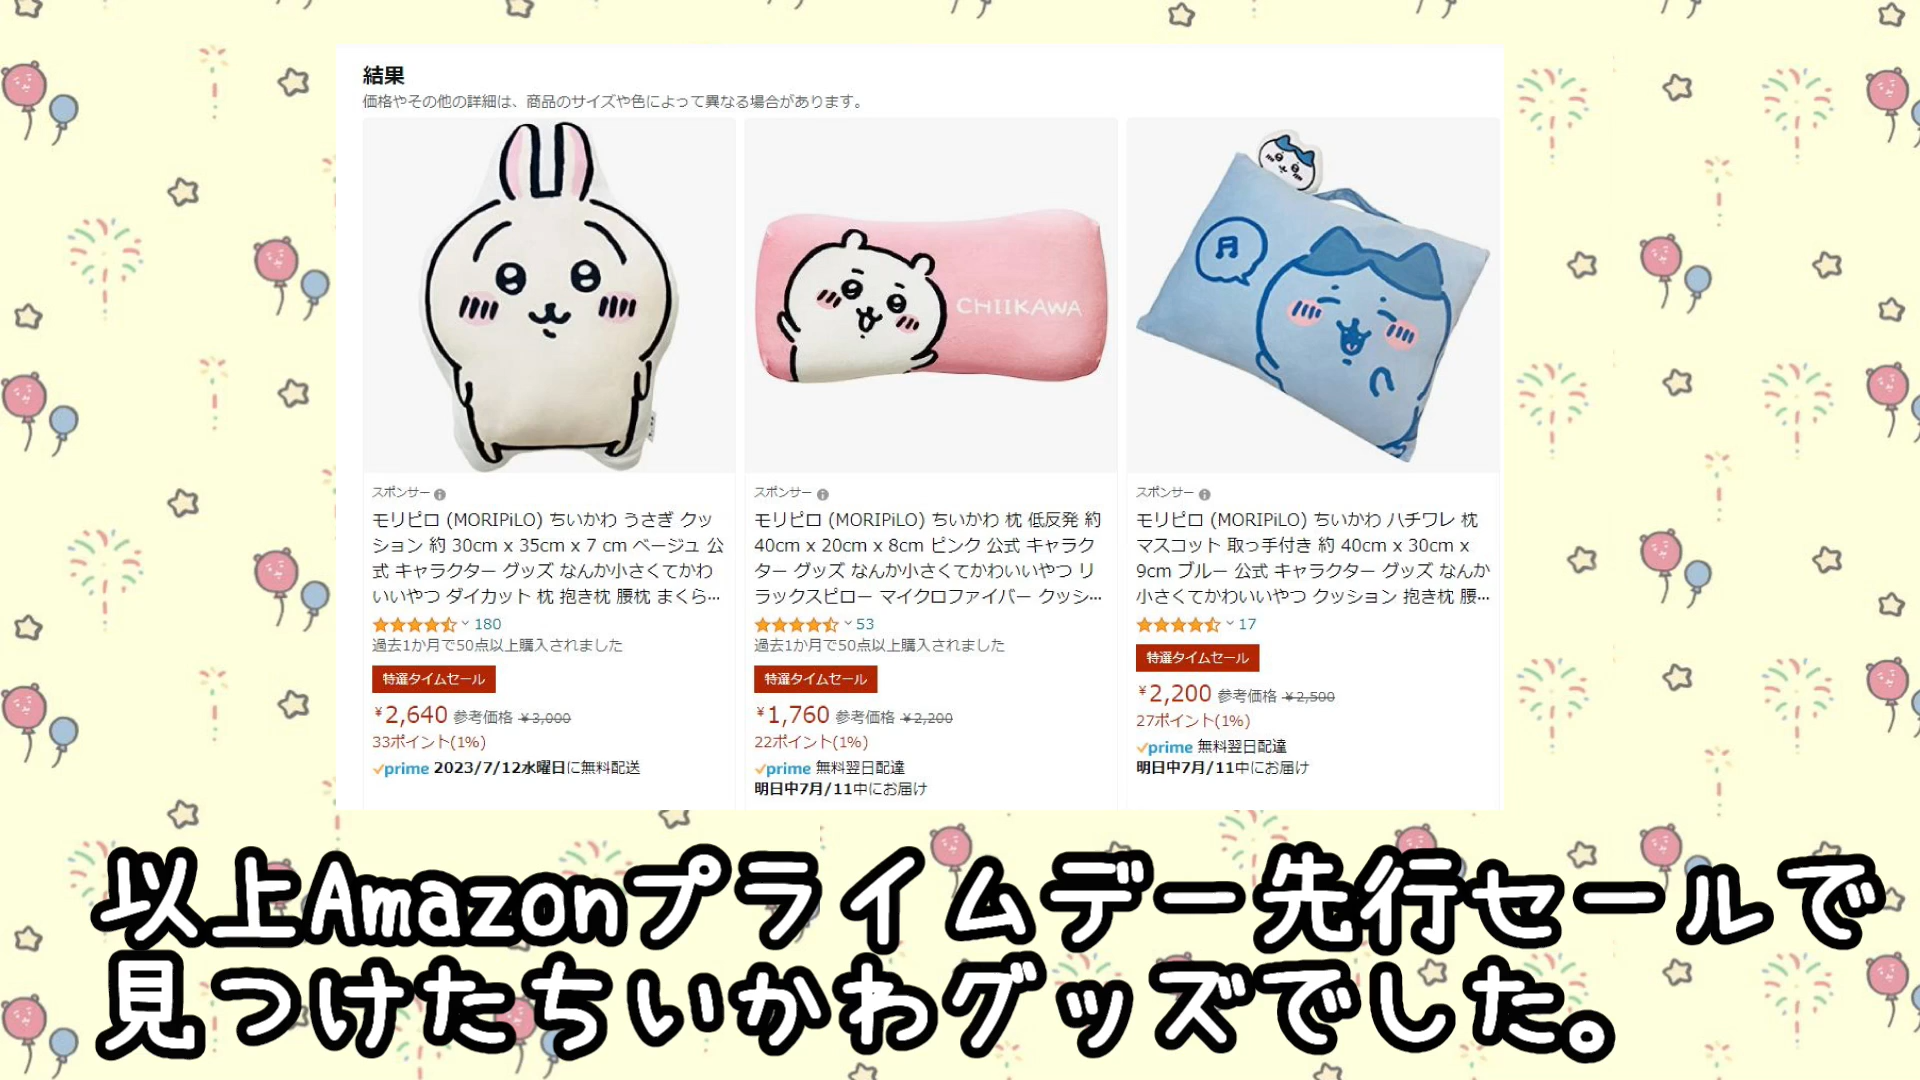 結果
価格やその他の詳細は、商品のサイズや色によって異なる場合があります。
CHIIKAWA
スポンサー
モリピロ (MORIPiLO) ちいかわ うさぎ クッ
ション 約 30cm x 35cm x 7 cm ベージュ 公
式 キャラクター グッズ なんか小さくてかわ
いいやつ ダイカット 枕 抱き枕 腰枕 まくら…
180
過去1か月で50点以上購入されました
特選タイムセール
¥2,640 参考価格 ¥3,000
33ポイント(1%)
prime 2023/7/12水曜日に無料配送
スポンサー
モリピロ (MORIPiLO) ちいかわ 枕 低反発 約
40cm x 20cm x 8cm ピンク 公式 キャラク
ター グッズ なんか小さくてかわいいやつ リ
ラックスピロー マイクロファイバー クッシ…
53
過去1か月で50点以上購入されました
特選タイムセール
¥1,760 参考価格 ¥2,200
22ポイント(1%)
prime 無料翌日配達
明日中7月/11中にお届け
スポンサー
モリピロ (MORIPiLO) ちいかわ ハチワレ 枕
マスコット 取っ手付き 約 40cm x 30cm x
9cm ブルー 公式 キャラクター グッズ なんか
小さくてかわいいやつ クッション 抱き枕 腰…
17
特選タイムセール
¥2,200 参考価格 ¥2,500
27ポイント(1%)
prime 無料翌日配達
明日中7月/11中にお届け
以上Amazonプライムデー先行セールで
見つけたちいかわグッズでした。